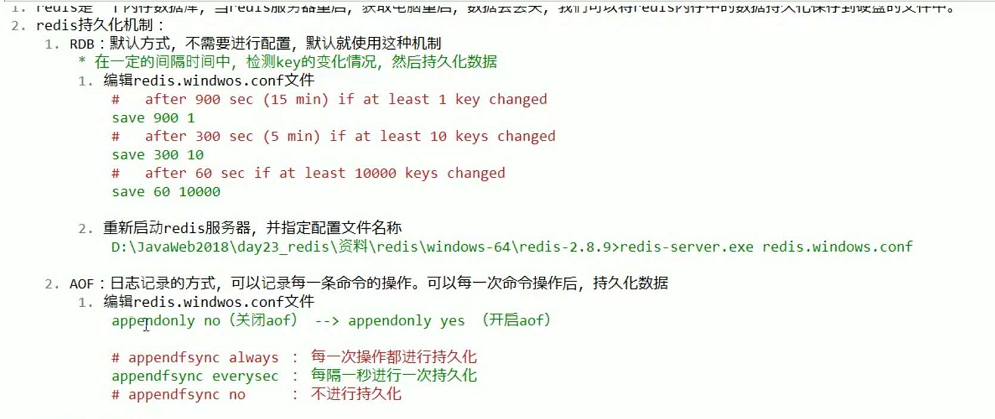 1. redis是一个内存数据库，当redis服务器重启，获取电脑重启，数据会丢失，我们可以将redis内存中的数据持久化保存到硬盘的文件中。
2. redis持久化机制：
1. RDB：默认方式，不需要进行配置，默认就使用这种机制
* 在一定的间隔时间中，检测key的变化情况，然后持久化数据
1. 编辑redis.windwos.conf文件
#   after 900 sec (15 min) if at least 1 key changed
save 900 1
#   after 300 sec (5 min) if at least 10 keys changed
save 300 10
#   after 60 sec if at least 10000 keys changed
save 60 10000
2. 重新启动redis服务器，并指定配置文件名称
D:\JavaWeb2018\day23_redis\资料\redis\windows-64\redis-2.8.9>redis-server.exe redis.windows.conf
2. AOF：日志记录的方式，可以记录每一条命令的操作。可以每一次命令操作后，持久化数据
1. 编辑redis.windwos.conf文件
appendonly no（关闭aof） --> appendonly yes （开启aof）
# appendfsync always ： 每一次操作都进行持久化
appendfsync everysec ： 每隔一秒进行一次持久化
# appendfsync no     ： 不进行持久化